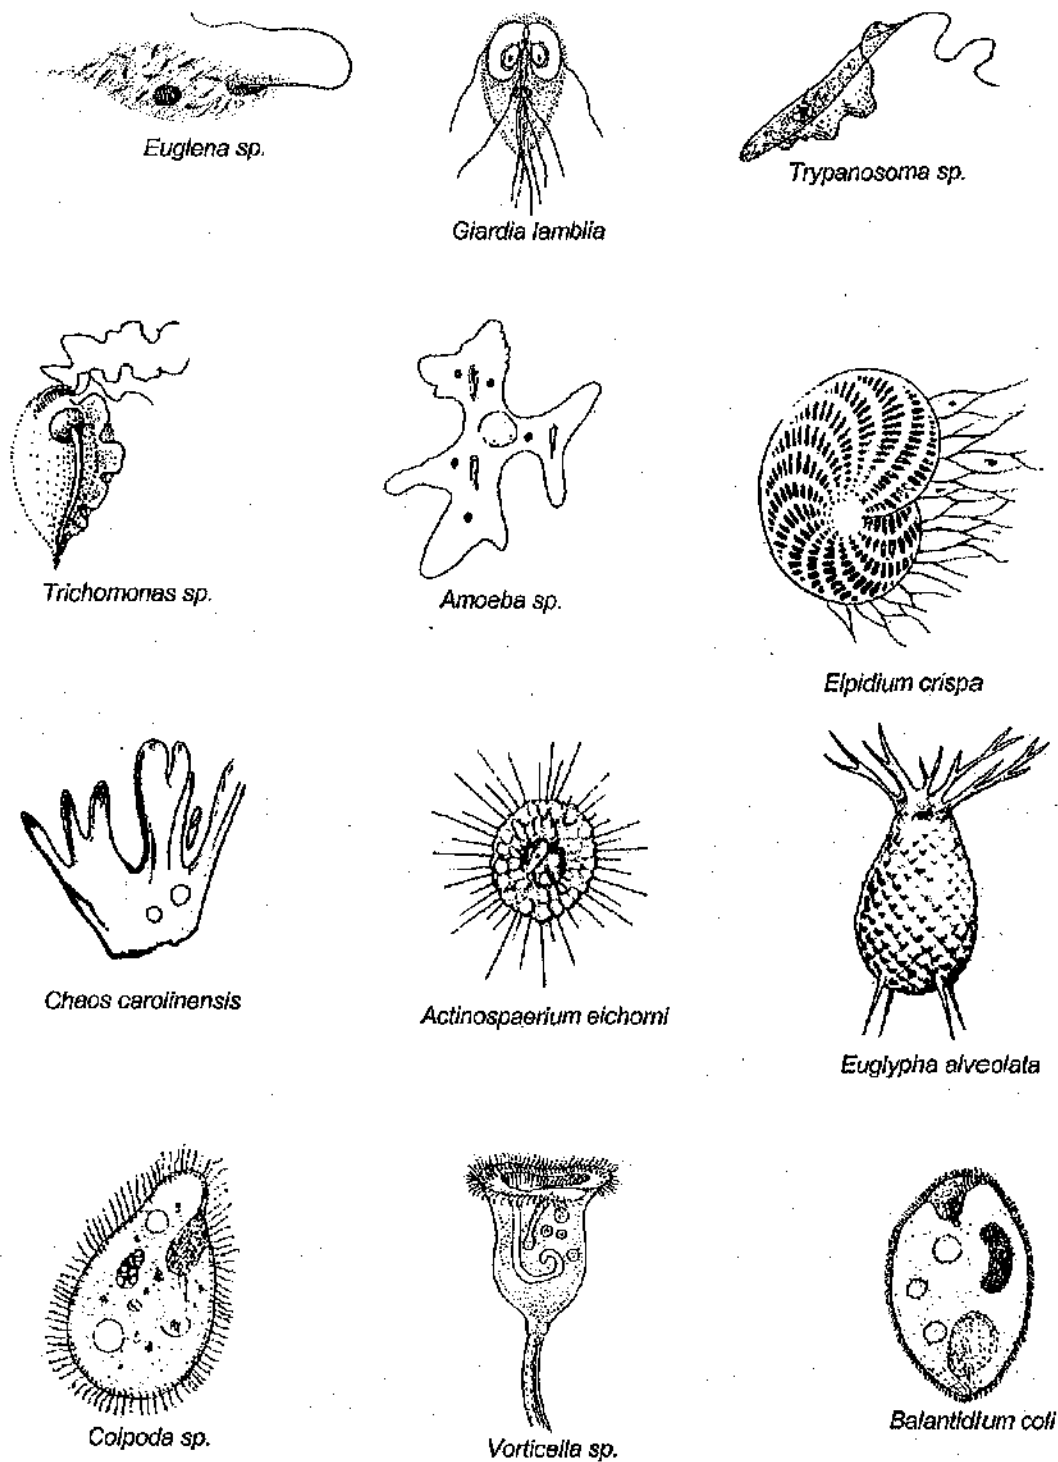 Euglena sp.
Giardia lamblia
Trypanosoma sp.
Trichomonas sp.
Amoeba sp.
Elpidium crispa
Chaos carolinensis
Actinospaerium eichorni
Euglypha alveolata
Colpoda sp.
Vorticella sp.
Balantidium coli